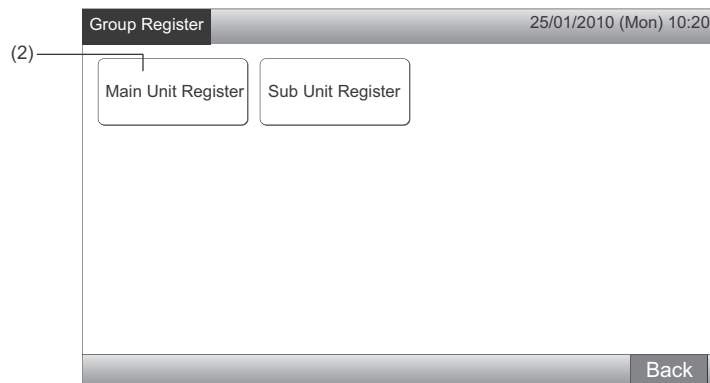 Group Register 25/01/2010 (Mon) 10:20
(2)
Main Unit Register Sub Unit Register
Back